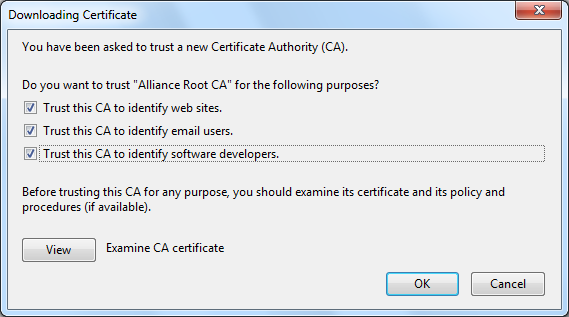 Downloading Certificate
You have been asked to trust a new Certificate Authority (CA).
Do you want to trust "Alliance Root CA" for the following purposes?
Trust this CA to identify web sites.
Trust this CA to identify email users.
Trust this CA to identify software developers.
Before trusting this CA for any purpose, you should examine its certificate and its policy and
procedures (if available).
View Examine CA certificate
OK Cancel